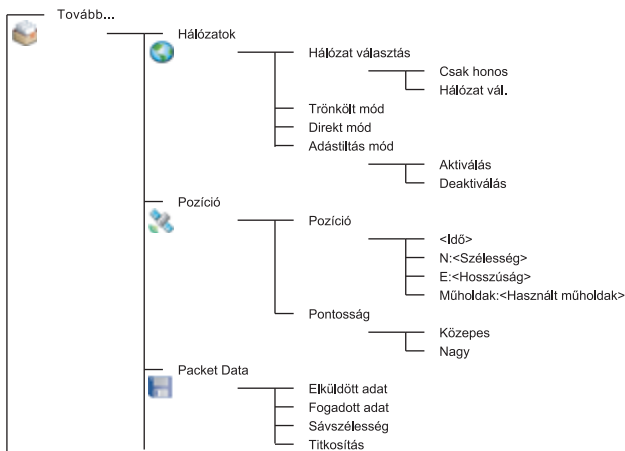 Tovább...
Hálózatok
Hálózat választás
Csak honos
Hálózat vál.
Trönkölt mód
Direkt mód
Adástiltás mód
Aktiválás
Deaktiválás
Pozíció
Pozíció
<Idő>
N:<Szélesség>
E:<Hosszúság>
Műholdak:<Használt műholdak>
Pontosság
Közepes
Nagy
Packet Data
Elküldött adat
Fogadott adat
Sávszélesség
Titkosítás